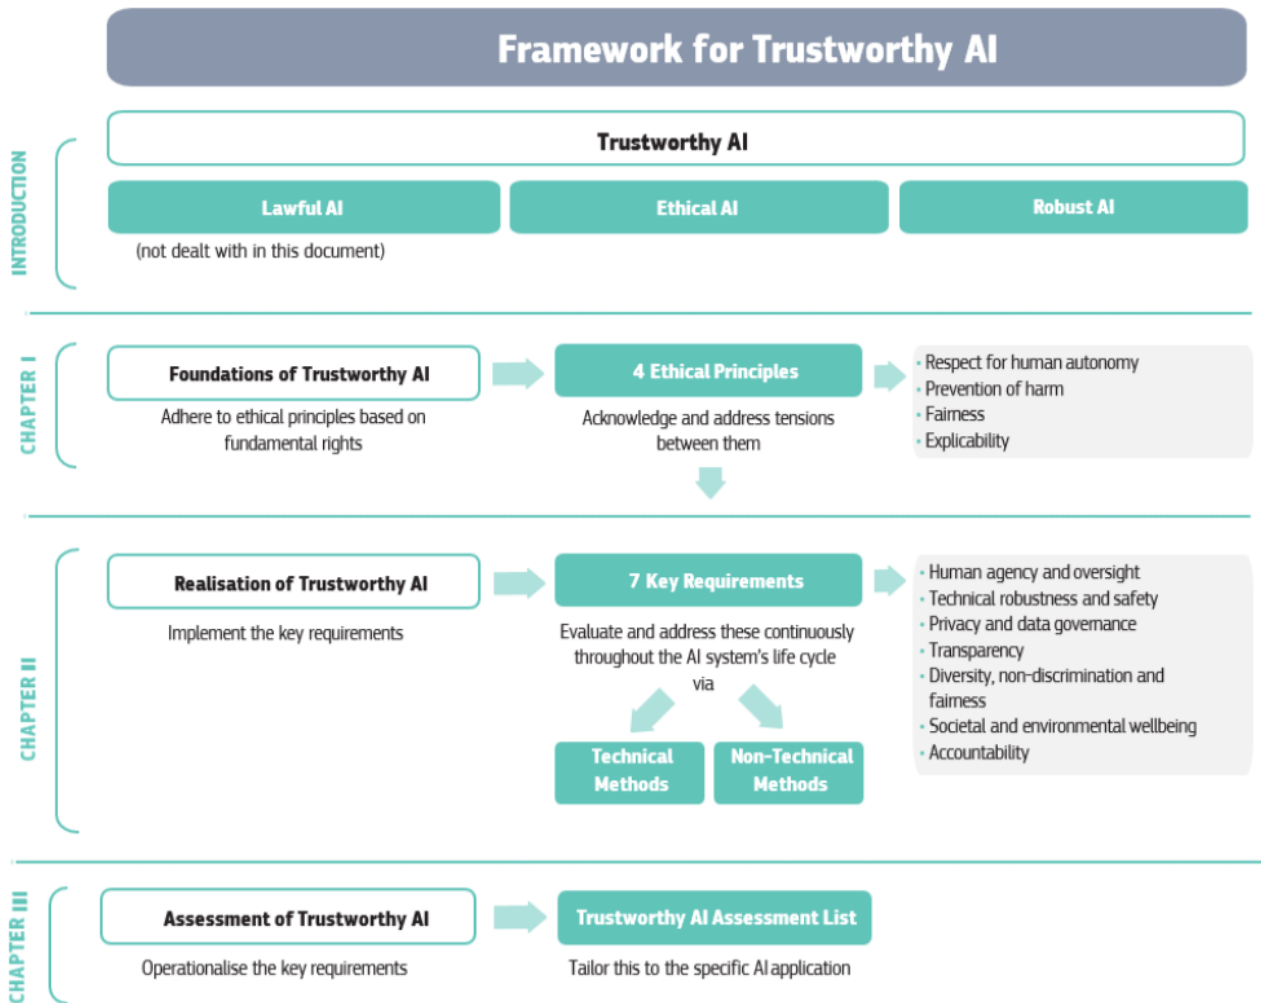 Framework for Trustworthy AI
INTRODUCTION
Trustworthy AI
Lawful AI
Ethical AI
Robust AI
(not dealt with in this document)
CHAPTER I
Foundations of Trustworthy AI
Adhere to ethical principles based on
fundamental rights
4 Ethical Principles
Acknowledge and address tensions
between them
· Respect for human autonomy
· Prevention of harm
· Fairness
· Explicability
CHAPTER II
Realisation of Trustworthy AI
Implement the key requirements
7 Key Requirements
Evaluate and address these continuously
throughout the AI system's life cycle
via
Technical
Methods
Non-Technical
Methods
· Human agency and oversight
· Technical robustness and safety
· Privacy and data governance
· Transparency
· Diversity, non-discrimination and
fairness
· Societal and environmental wellbeing
· Accountability
CHAPTER III
Assessment of Trustworthy AI
Operationalise the key requirements
Trustworthy AI Assessment List
Tailor this to the specific AI application